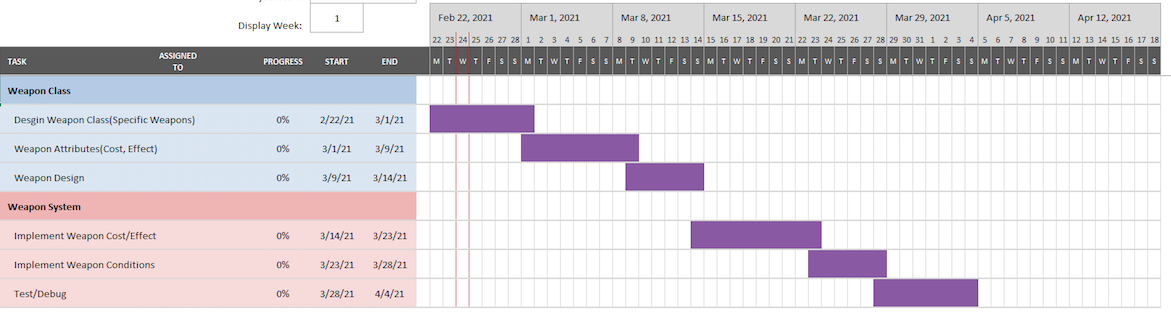 Display Week: 1
Feb 22, 2021 Mar 1, 2021 Mar 8, 2021 Mar 15, 2021 Mar 22, 2021 Mar 29, 2021 Apr 5, 2021 Apr 12, 2021
22 23 24 25 26 27 28 1 2 3 4 5 6 7 8 9 10 11 12 13 14 15 16 17 18 19 20 21 22 23 24 25 26 27 28 29 30 31 1 2 3 4 5 6 7 8 9 10 11 12 13 14 15 16 17 18
TASK ASSIGNED TO PROGRESS START END M T W T F S S M T W T F S S M T W T F S S M T W T F S S M T W T F S S M T W T F S S M T W T F S S M T W T F S S
Weapon Class
Desgin Weapon Class(Specific Weapons) 0% 2/22/21 3/1/21
Weapon Attributes(Cost, Effect) 0% 3/1/21 3/9/21
Weapon Design 0% 3/9/21 3/14/21
Weapon System
Implement Weapon Cost/Effect 0% 3/14/21 3/23/21
Implement Weapon Conditions 0% 3/23/21 3/28/21
Test/Debug 0% 3/28/21 4/4/21